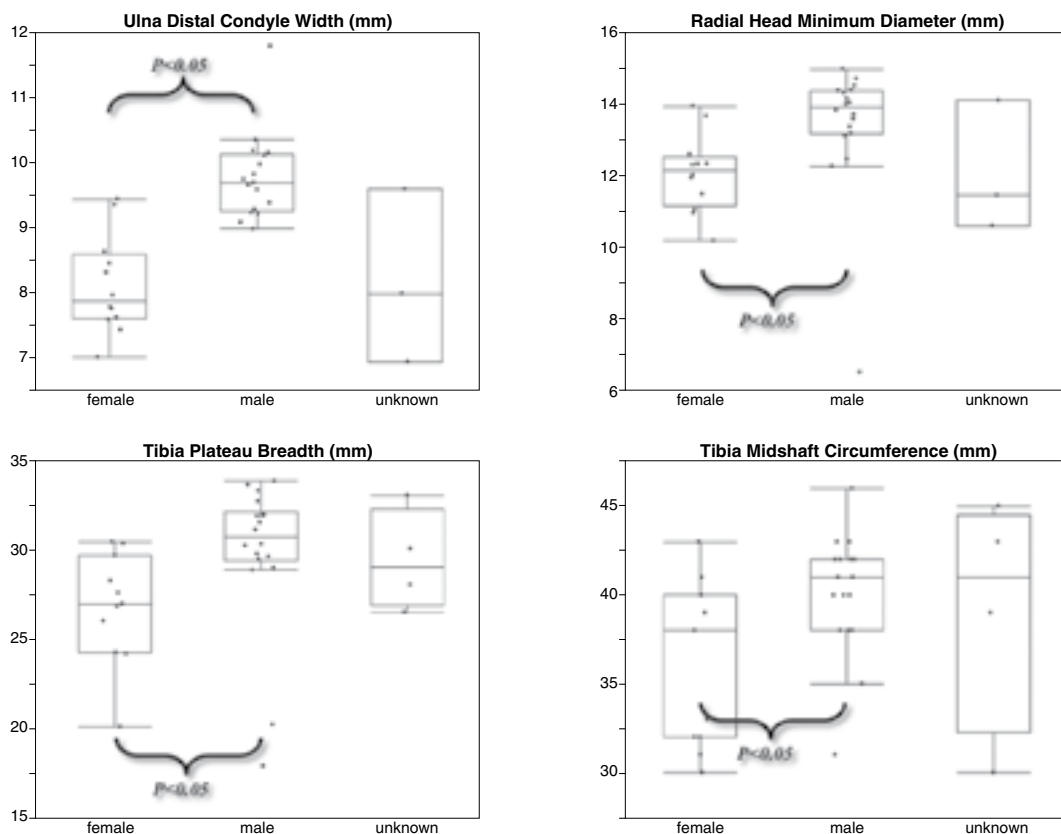 Ulna Distal Condyle Width (mm)
12
11
10
9
8
7
P<0.05
female
male
unknown
Radial Head Minimum Diameter (mm)
16
14
12
10
8
6
P<0.05
female
male
unknown
Tibia Plateau Breadth (mm)
35
30
25
20
15
P<0.05
female
male
unknown
Tibia Midshaft Circumference (mm)
45
40
35
30
P<0.05
female
male
unknown